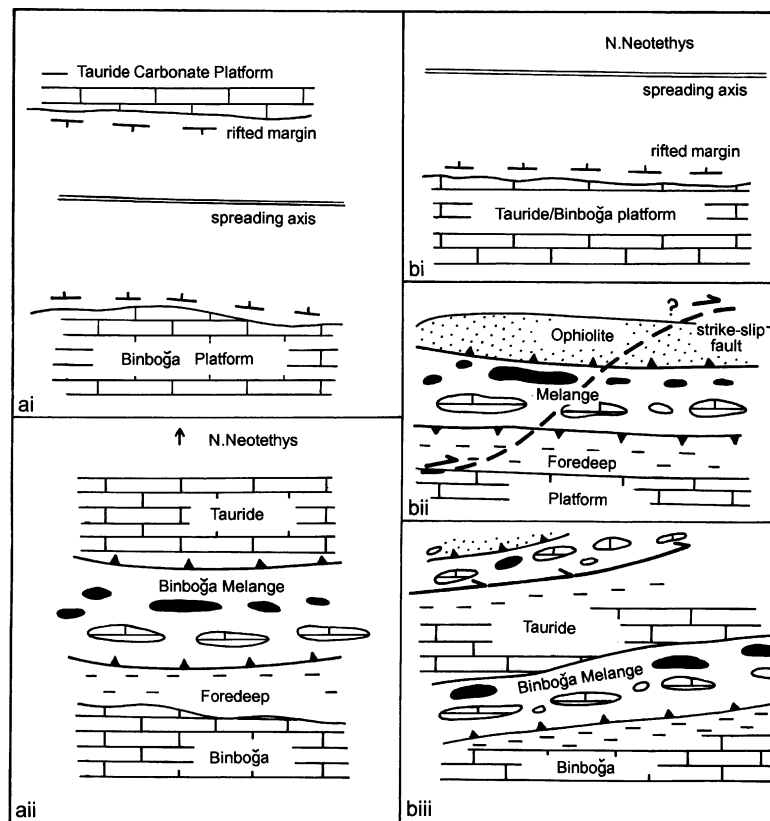 Tauride Carbonate Platform
rifted margin
spreading axis
Binboğa Platform
ai
N.Neotethys
Tauride
Binboğa Melange
Foredeep
Binboğa
aii
N.Neotethys
spreading axis
rifted margin
Tauride/Binboğa platform
bi
?
Ophiolite
strike-slip
fault
Melange
Foredeep
Platform
bii
Tauride
Binboğa Melange
Binboğa
biii